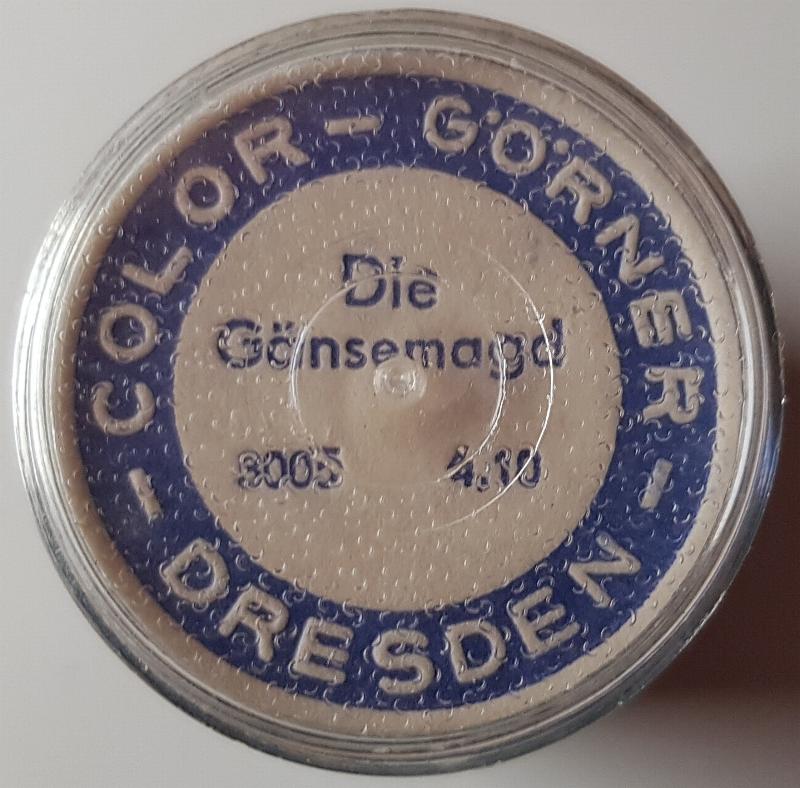 COLOR - GÖRNER
Die
Gänsemagd
3005 4.10
- DRESDEN -